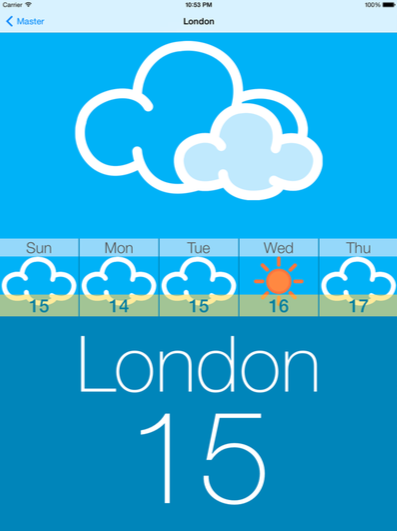 Carrier 10:53 PM 100%
Master London
Sun Mon Tue Wed Thu
15 14 15 16 17
London
15